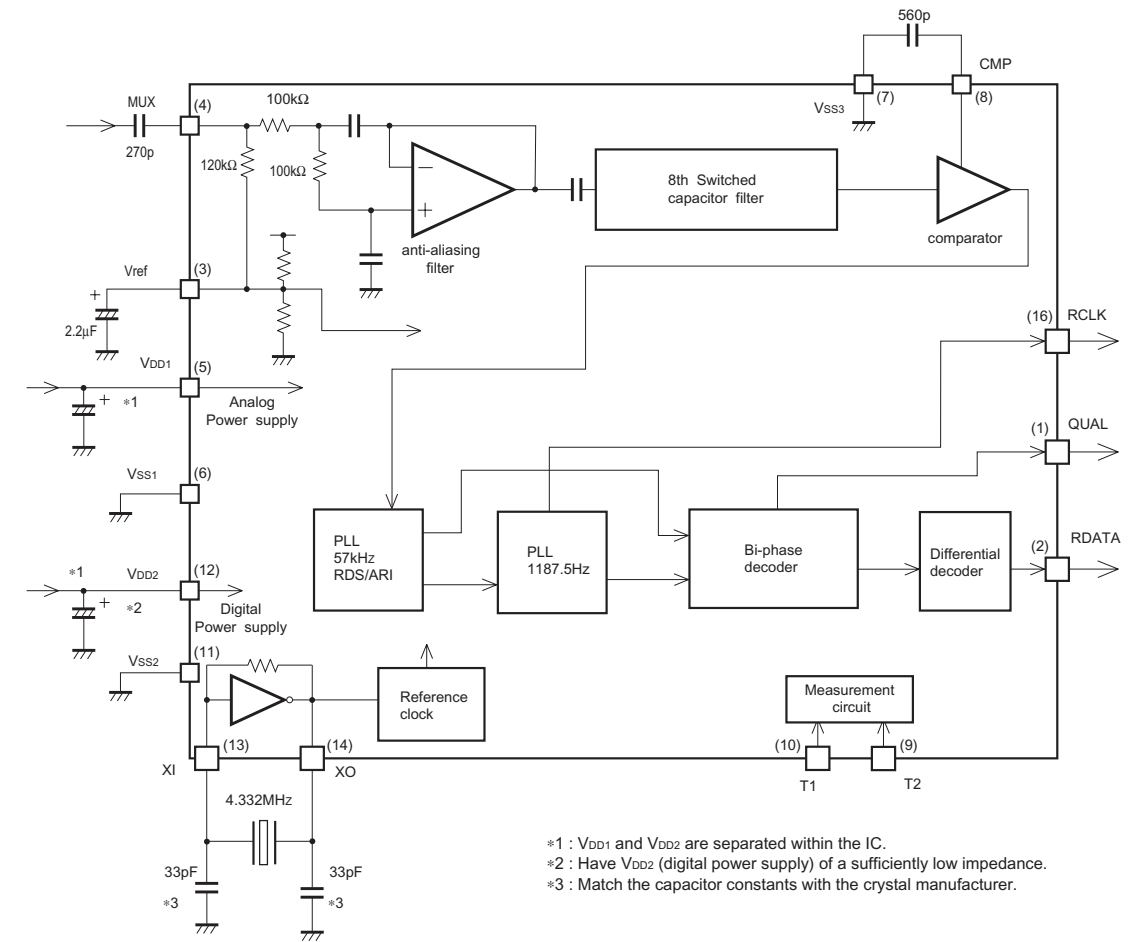 560p
CMP
(7)
(8)
VSS3
MUX
(4)
270p
100kΩ
120kΩ
100kΩ
−
+
anti-aliasing
filter
8th Switched
capacitor filter
comparator
Vref
(3)
+
2.2μF
VDD1
(5)
+
*1
Analog
Power supply
VSS1
(6)
*1
VDD2
(12)
+
*2
Digital
Power supply
VSS2
(11)
(16)
RCLK
(1)
QUAL
(2)
RDATA
PLL
57kHz
RDS/ARI
PLL
1187.5Hz
Bi-phase
decoder
Differential
decoder
Reference
clock
Measurement
circuit
(13)
(14)
XI
XO
(10)
(9)
T1
T2
4.332MHz
33pF
*3
33pF
*3
*1 : VDD1 and VDD2 are separated within the IC.
*2 : Have VDD2 (digital power supply) of a sufficiently low impedance.
*3 : Match the capacitor constants with the crystal manufacturer.